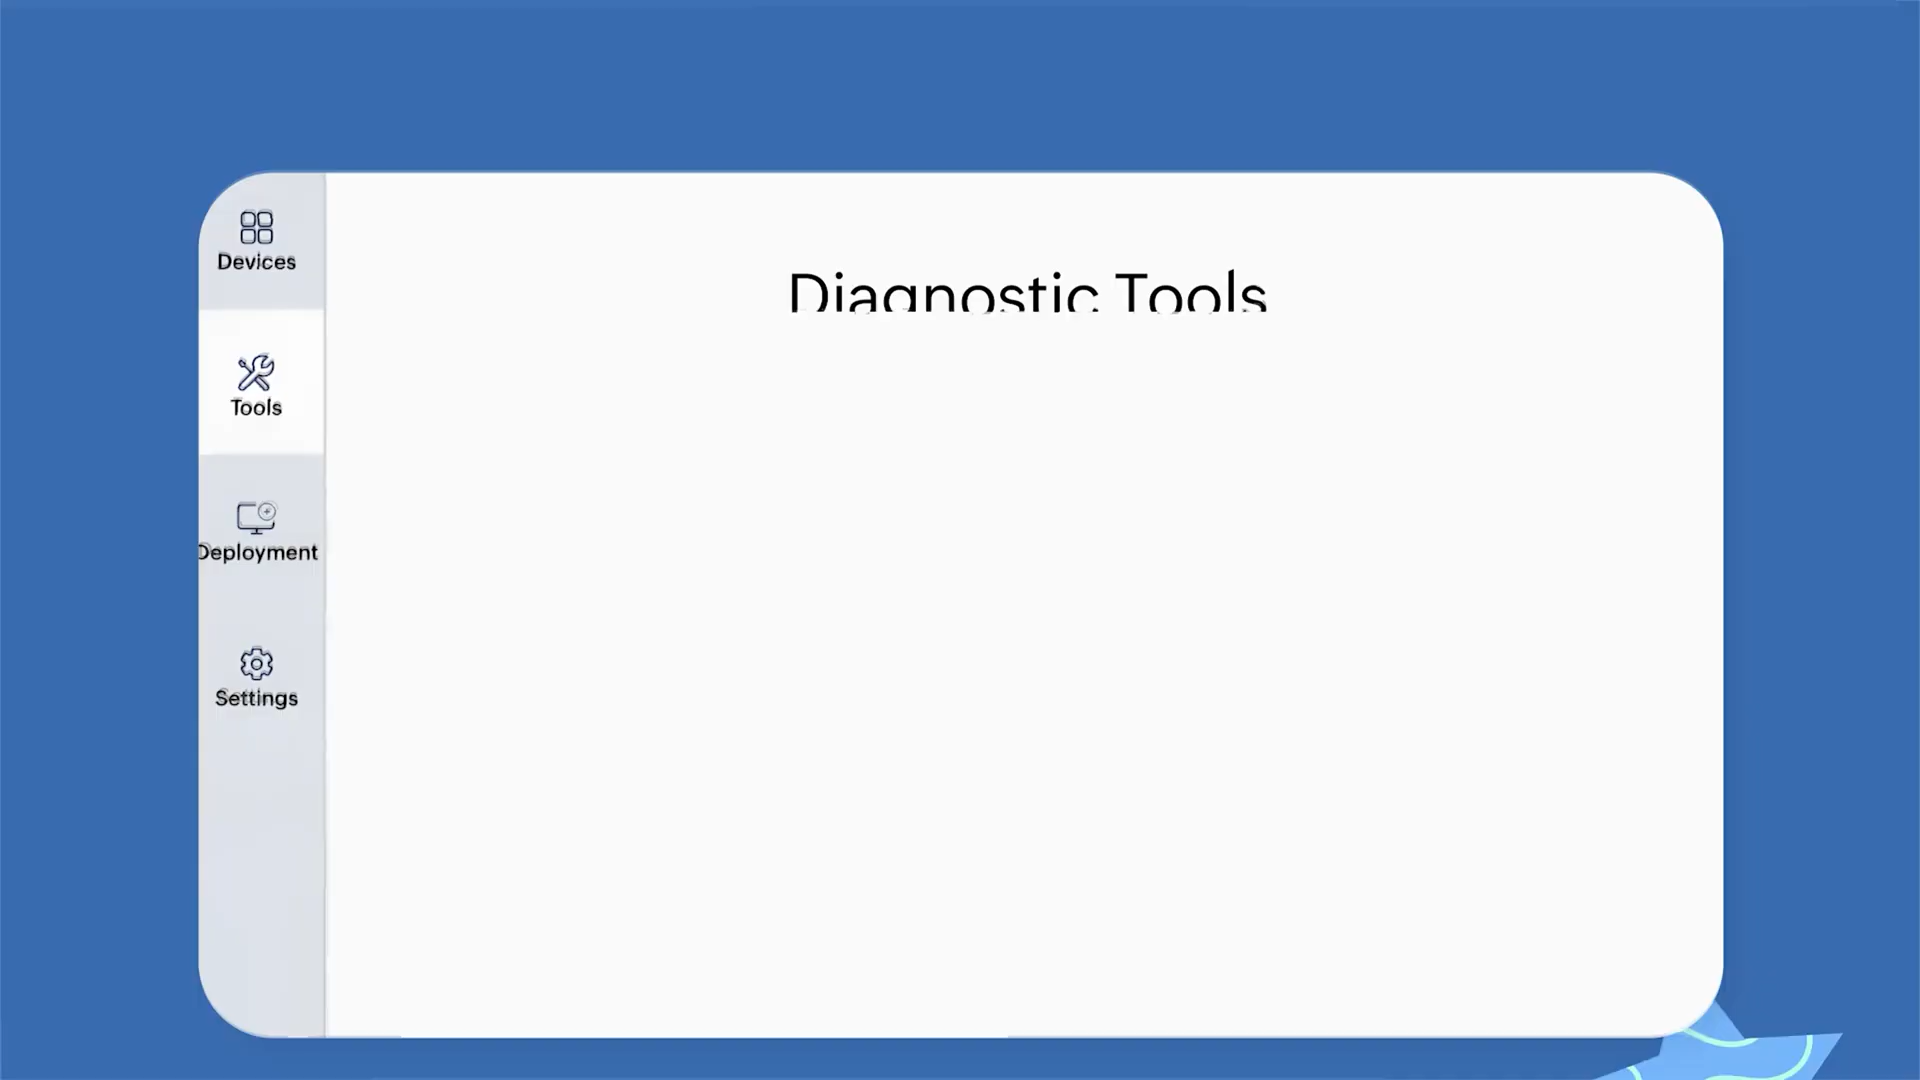 Devices
Diagnostic Tools
Tools
Deployment
Settings